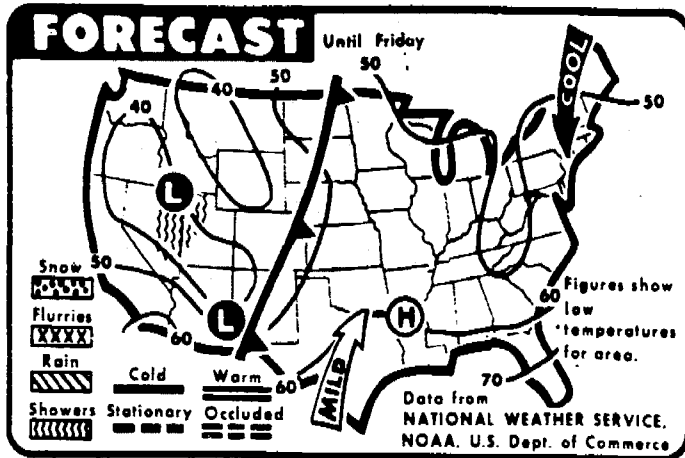 FORECAST
Until Friday
50
50
40
COOL
50
40
L
50
Snow
Flurries
Rain
Showers
60
L
Cold
Stationary
Warm
Occluded
60
MILD
H
60
Figures show
low
temperatures
for area.
70
Data from
NATIONAL WEATHER SERVICE,
NOAA, U.S. Dept. of Commerce